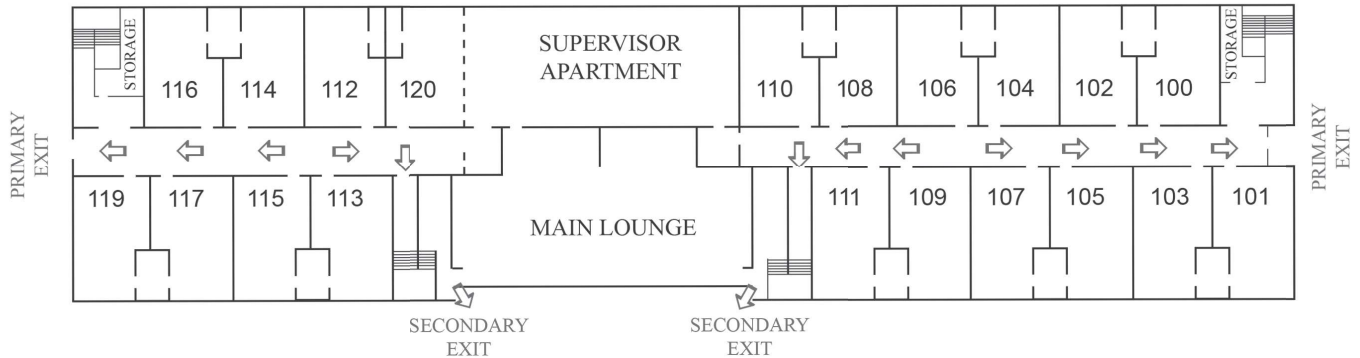 STORAGE
116
114
112
120
SUPERVISOR
APARTMENT
110
108
106
104
102
100
STORAGE
PRIMARY
EXIT
PRIMARY
EXIT
119
117
115
113
MAIN LOUNGE
111
109
107
105
103
101
SECONDARY
EXIT
SECONDARY
EXIT